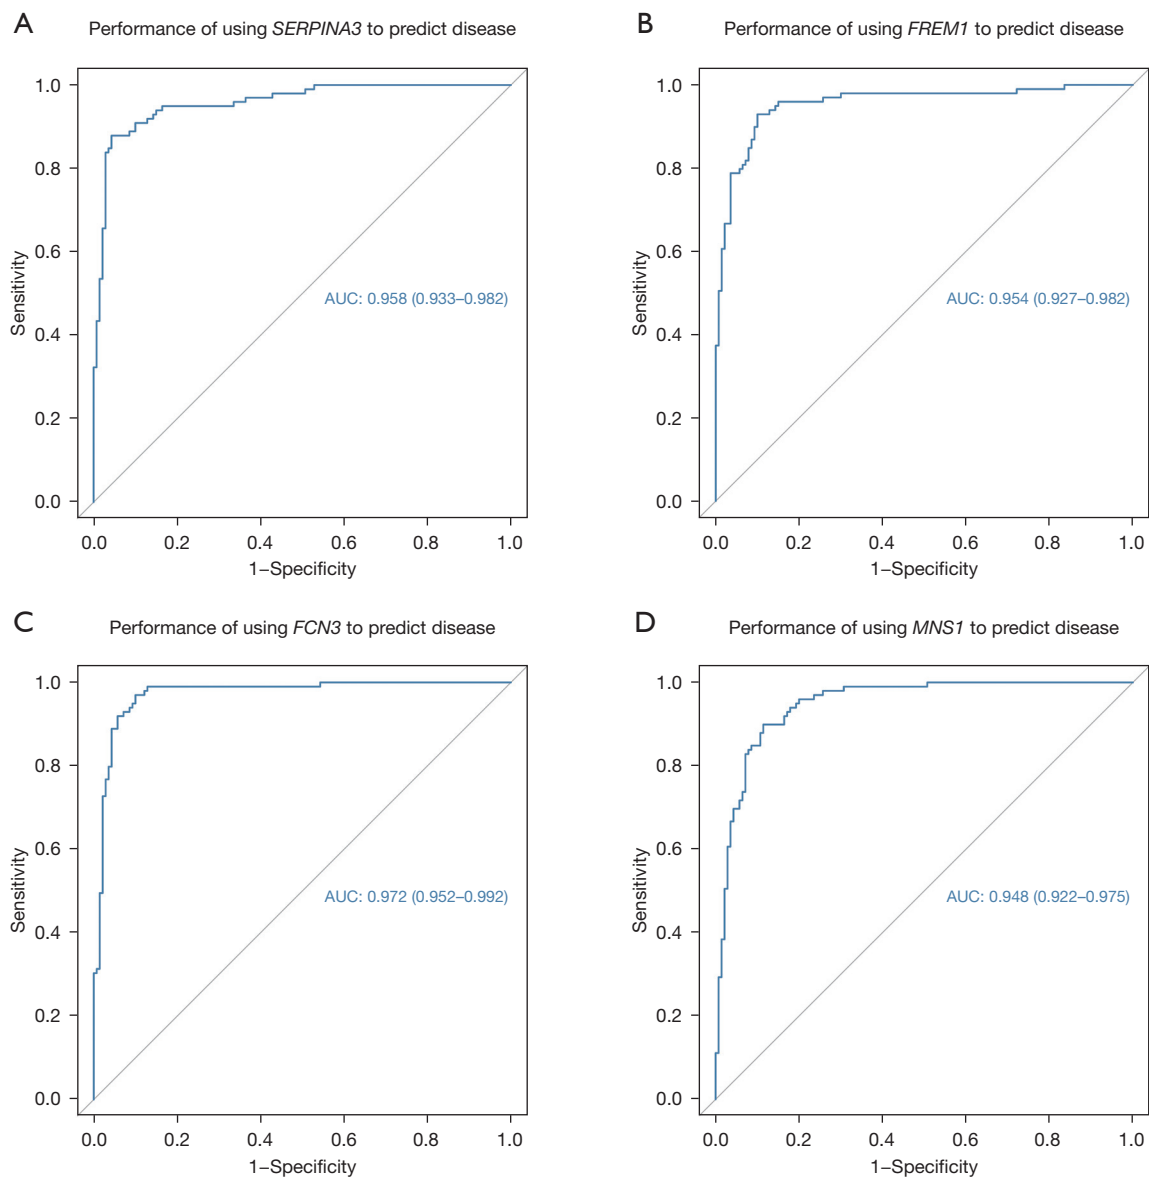 A
Performance of using SERPINA3 to predict disease
1.0
0.8
0.6
0.4
0.2
0.0
Sensitivity
AUC: 0.958 (0.933–0.982)
0.0 0.2 0.4 0.6 0.8 1.0
1–Specificity
B
Performance of using FREM1 to predict disease
1.0
0.8
0.6
0.4
0.2
0.0
Sensitivity
AUC: 0.954 (0.927–0.982)
0.0 0.2 0.4 0.6 0.8 1.0
1–Specificity
C
Performance of using FCN3 to predict disease
1.0
0.8
0.6
0.4
0.2
0.0
Sensitivity
AUC: 0.972 (0.952–0.992)
0.0 0.2 0.4 0.6 0.8 1.0
1–Specificity
D
Performance of using MNS1 to predict disease
1.0
0.8
0.6
0.4
0.2
0.0
Sensitivity
AUC: 0.948 (0.922–0.975)
0.0 0.2 0.4 0.6 0.8 1.0
1–Specificity